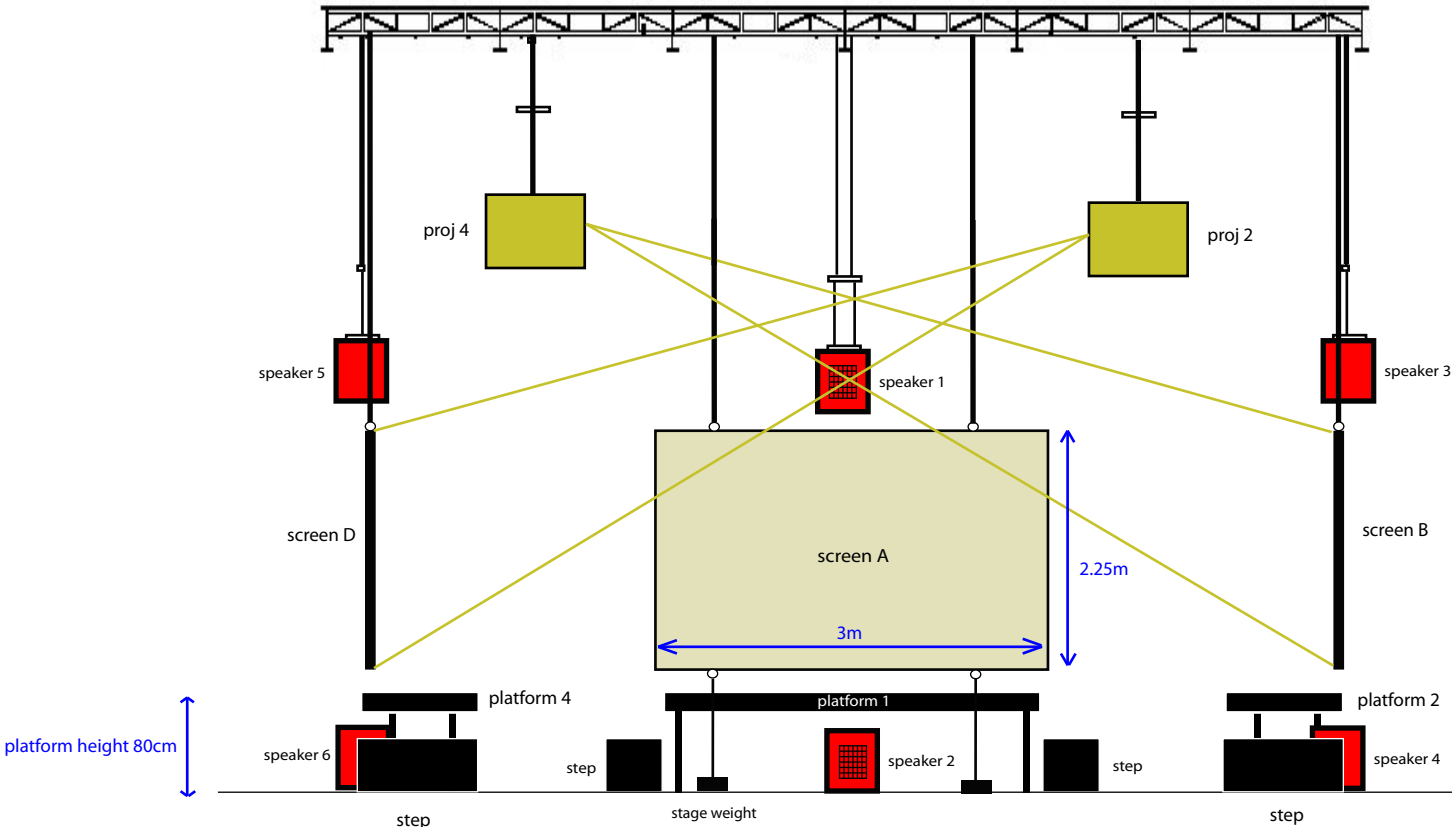 proj 4
proj 2
speaker 5
speaker 1
speaker 3
screen D
screen A
screen B
2.25m
3m
platform 4
platform 1
platform 2
platform height 80cm
speaker 6
step
speaker 2
step
speaker 4
step
stage weight
step